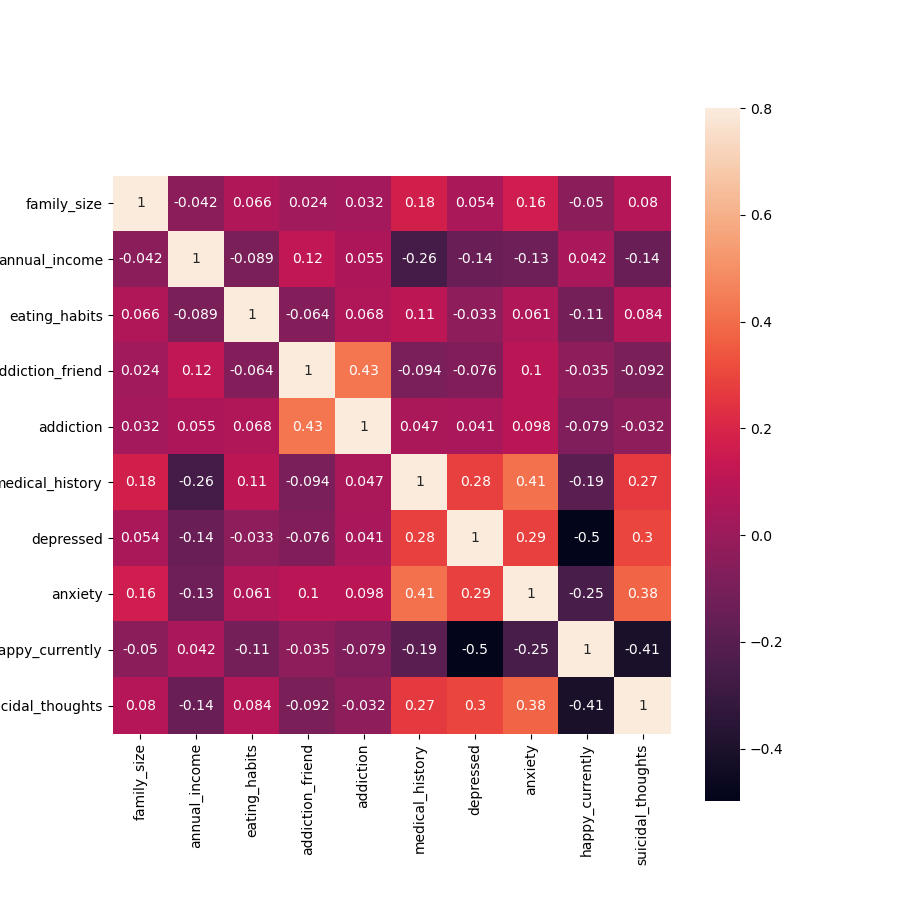 family_size 1 -0.042 0.066 0.024 0.032 0.18 0.054 0.16 -0.05 0.08
annual_income -0.042 1 -0.089 0.12 0.055 -0.26 -0.14 -0.13 0.042 -0.14
eating_habits 0.066 -0.089 1 -0.064 0.068 0.11 -0.033 0.061 -0.11 0.084
ddiction_friend 0.024 0.12 -0.064 1 0.43 -0.094 -0.076 0.1 -0.035 -0.092
addiction 0.032 0.055 0.068 0.43 1 0.047 0.041 0.098 -0.079 -0.032
medical_history 0.18 -0.26 0.11 -0.094 0.047 1 0.28 0.41 -0.19 0.27
depressed 0.054 -0.14 -0.033 -0.076 0.041 0.28 1 0.29 -0.5 0.3
anxiety 0.16 -0.13 0.061 0.1 0.098 0.41 0.29 1 -0.25 0.38
appy_currently -0.05 0.042 -0.11 -0.035 -0.079 -0.19 -0.5 -0.25 1 -0.41
cidal_thoughts 0.08 -0.14 0.084 -0.092 -0.032 0.27 0.3 0.38 -0.41 1
family_size
annual_income
eating_habits
addiction_friend
addiction
medical_history
depressed
anxiety
happy_currently
suicidal_thoughts
0.8
0.6
0.4
0.2
0.0
−0.2
−0.4